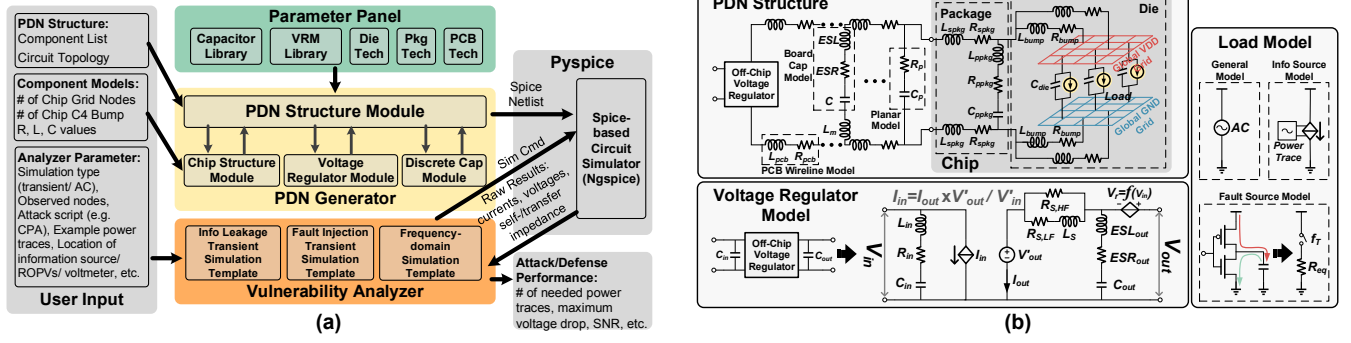 PDN Structure:
Component List
Circuit Topology
Component Models:
# of Chip Grid Nodes
# of Chip C4 Bump
R, L, C values
Analyzer Parameter:
Simulation type
(transient/ AC),
Observed nodes,
Attack script (e.g.
CPA), Example power
traces, Location of
information source/
ROPVs/ voltmeter, etc.
User Input
Parameter Panel
Capacitor
Library
VRM
Library
Die
Tech
Pkg
Tech
PCB
Tech
PDN Structure Module
Chip Structure
Module
Voltage
Regulator Module
Discrete Cap
Module
PDN Generator
Info Leakage
Transient
Simulation
Template
Fault Injection
Transient
Simulation
Template
Frequency-
domain
Simulation
Template
Vulnerability Analyzer
Pyspice
Spice
Netlist
Spice-
based
Circuit
Simulator
(Ngspice)
Sim Cmd
Raw Results:
currents, voltages,
self-/transfer
impedance
Attack/Defense
Performance:
# of needed power
traces, maximum
voltage drop, SNR, etc.
(a)
PDN Structure
Off-Chip
Voltage
Regulator
Board
Cap
Model
ESL
ESR
C
L_m
L_pcb R_pcb
PCB Wireline Model
R_p
C_p
Planar
Model
Package
L_spkg R_spkg
L_ppkg
R_ppkg
C_ppkg
L_spkg R_spkg
Chip
Die
L_bump R_bump
Global VDD
Grid
C_die
Load
Global GND
Grid
L_bump R_bump
Voltage Regulator
Model
C_in
Off-Chip
Voltage
Regulator
C_out
I_in=I_out x V'_out / V'_in
V_in
L_in
R_in
C_in
I_in
V'_out
I_out
R_S,HF
R_S,LF L_S
V_r=f(V_in)
ESL_out
ESR_out
C_out
V_out
Load Model
General
Model
AC
Info Source
Model
Power
Trace
Fault Source Model
f_T
R_eq
(b)